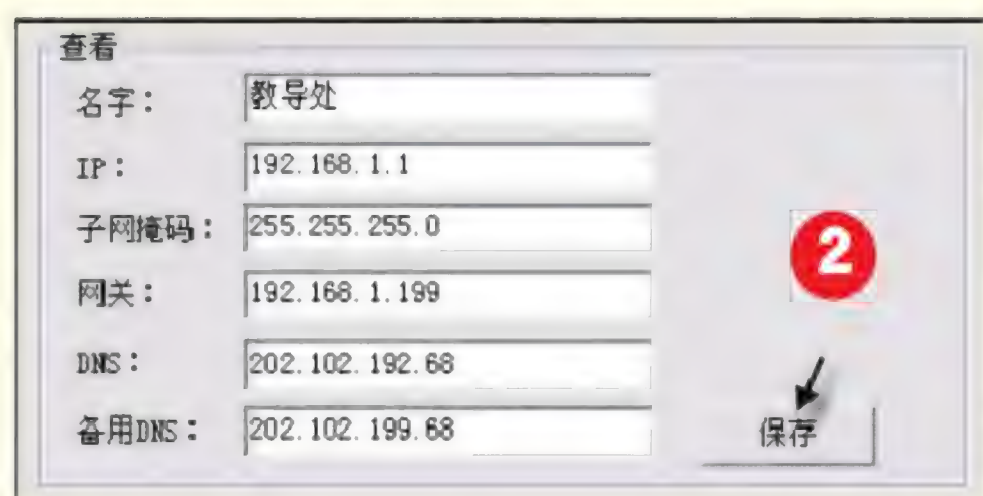 查看
名字： 教导处
IP： 192.168.1.1
子网掩码： 255.255.255.0
网关： 192.168.1.199
2
DNS： 202.102.192.68
备用DNS： 202.102.199.68
保存